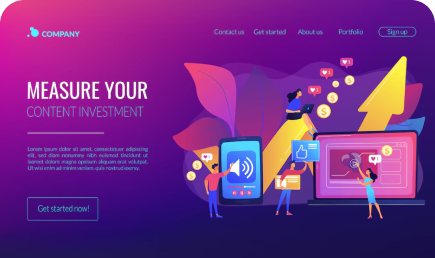 COMPANY
Contact us
Get started
About us
Portfolio
Sign up
MEASURE YOUR
CONTENT INVESTMENT
Lorem ipsum dolor sit amet, consectetuer adipiscing
elit, sed diam nonummy nibh euismod tincidunt
ut laoreet dolore magna aliquam erat volutpat.
Ut wisi enim ad minim veniam quis nostrud exercit
Get started now!